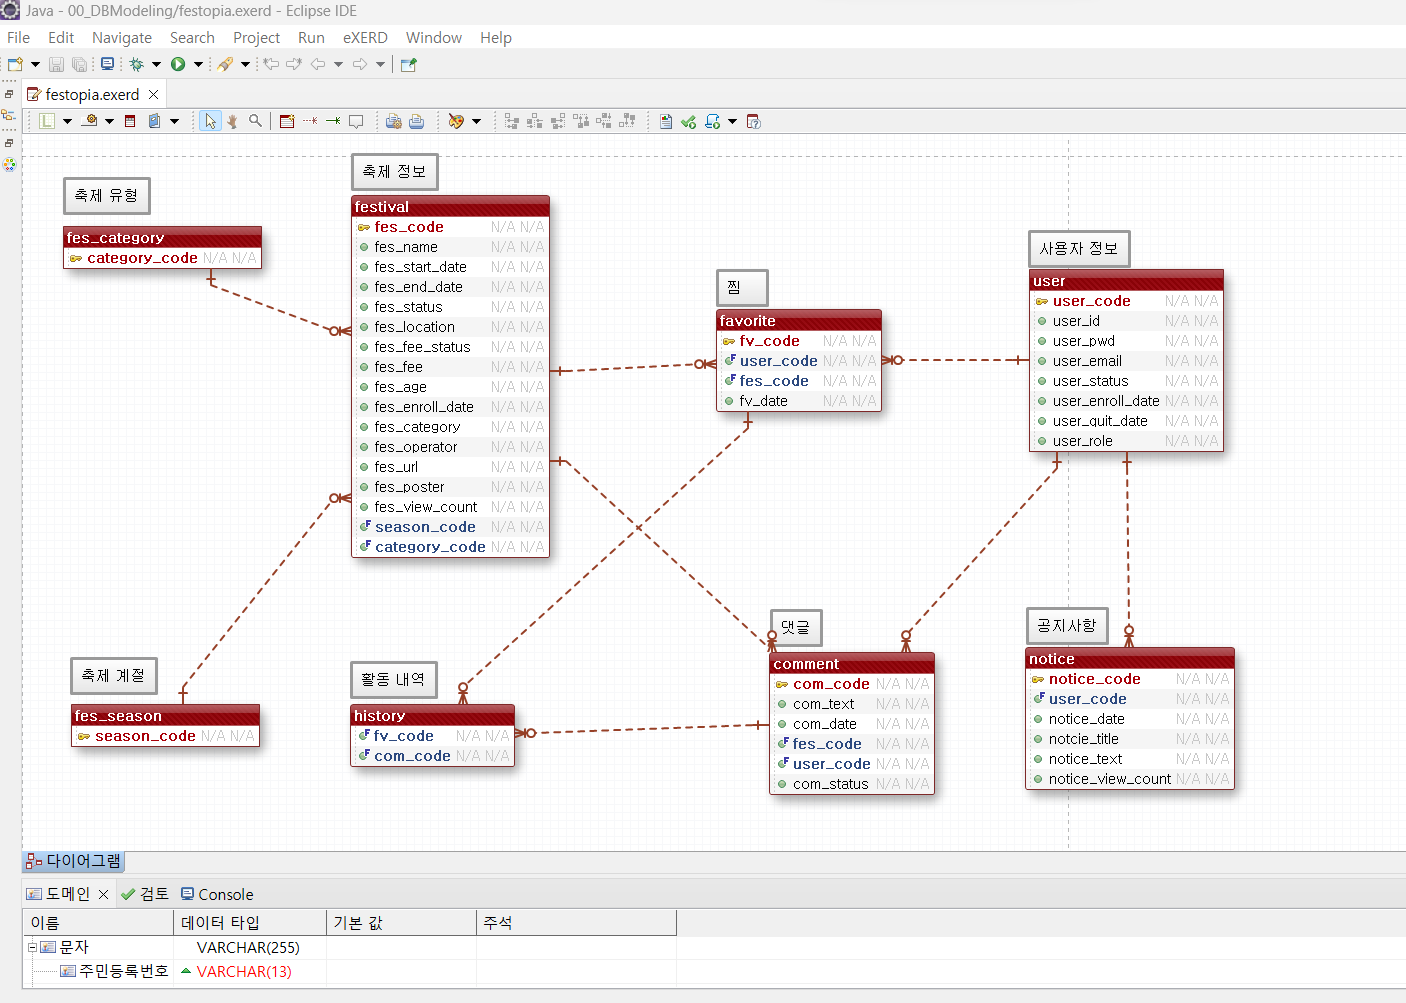 Java - 00_DBModeling/festopia.exerd - Eclipse IDE
File Edit Navigate Search Project Run eXERD Window Help
festopia.exerd
L
축제 유형
fes_category
category_code N/A N/A
축제 정보
festival
fes_code N/A N/A
fes_name N/A N/A
fes_start_date N/A N/A
fes_end_date N/A N/A
fes_status N/A N/A
fes_location N/A N/A
fes_fee_status N/A N/A
fes_fee N/A N/A
fes_age N/A N/A
fes_enroll_date N/A N/A
fes_category N/A N/A
fes_operator N/A N/A
fes_url N/A N/A
fes_poster N/A N/A
fes_view_count N/A N/A
season_code N/A N/A
category_code N/A N/A
찜
favorite
fv_code N/A N/A
user_code N/A N/A
fes_code N/A N/A
fv_date N/A N/A
사용자 정보
user
user_code N/A N/A
user_id N/A N/A
user_pwd N/A N/A
user_email N/A N/A
user_status N/A N/A
user_enroll_date N/A N/A
user_quit_date N/A N/A
user_role N/A N/A
축제 계절
fes_season
season_code N/A N/A
활동 내역
history
fv_code N/A N/A
com_code N/A N/A
댓글
comment
com_code N/A N/A
com_text N/A N/A
com_date N/A N/A
fes_code N/A N/A
user_code N/A N/A
com_status N/A N/A
공지사항
notice
notice_code N/A N/A
user_code N/A N/A
notice_date N/A N/A
notcie_title N/A N/A
notice_text N/A N/A
notice_view_count N/A N/A
다이어그램
도메인 검토 Console
이름 데이터 타입 기본 값 주석
문자 VARCHAR(255)
주민등록번호 VARCHAR(13)